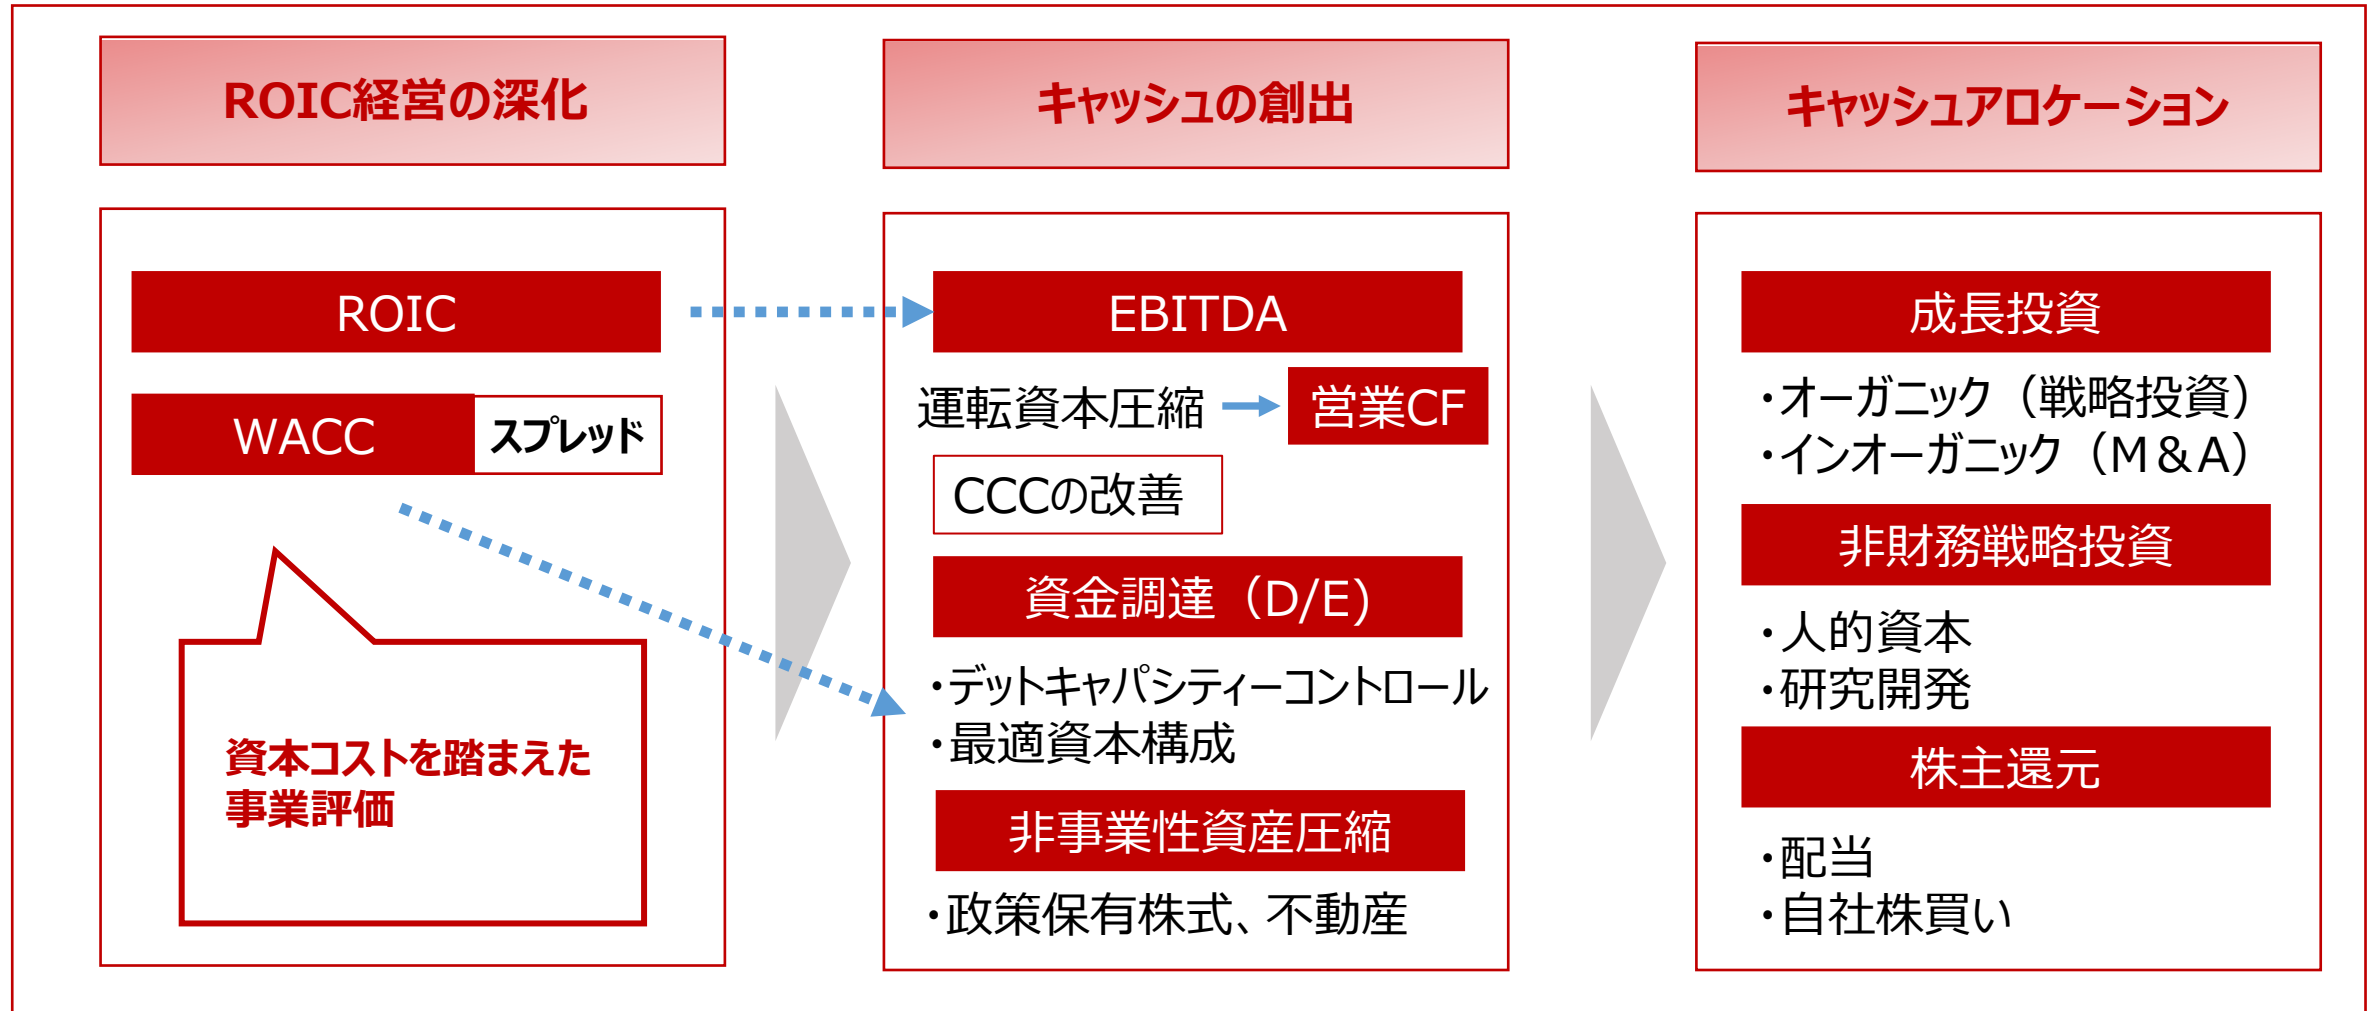 ROIC経営の深化
ROIC
WACC
スプレッド
資本コストを踏まえた
事業評価
キャッシュの創出
EBITDA
運転資本圧縮
営業CF
CCCの改善
資金調達（D/E)
・デットキャパシティーコントロール
・最適資本構成
非事業性資産圧縮
・政策保有株式、不動産
キャッシュアロケーション
成長投資
・オーガニック（戦略投資）
・インオーガニック（M＆A）
非財務戦略投資
・人的資本
・研究開発
株主還元
・配当
・自社株買い